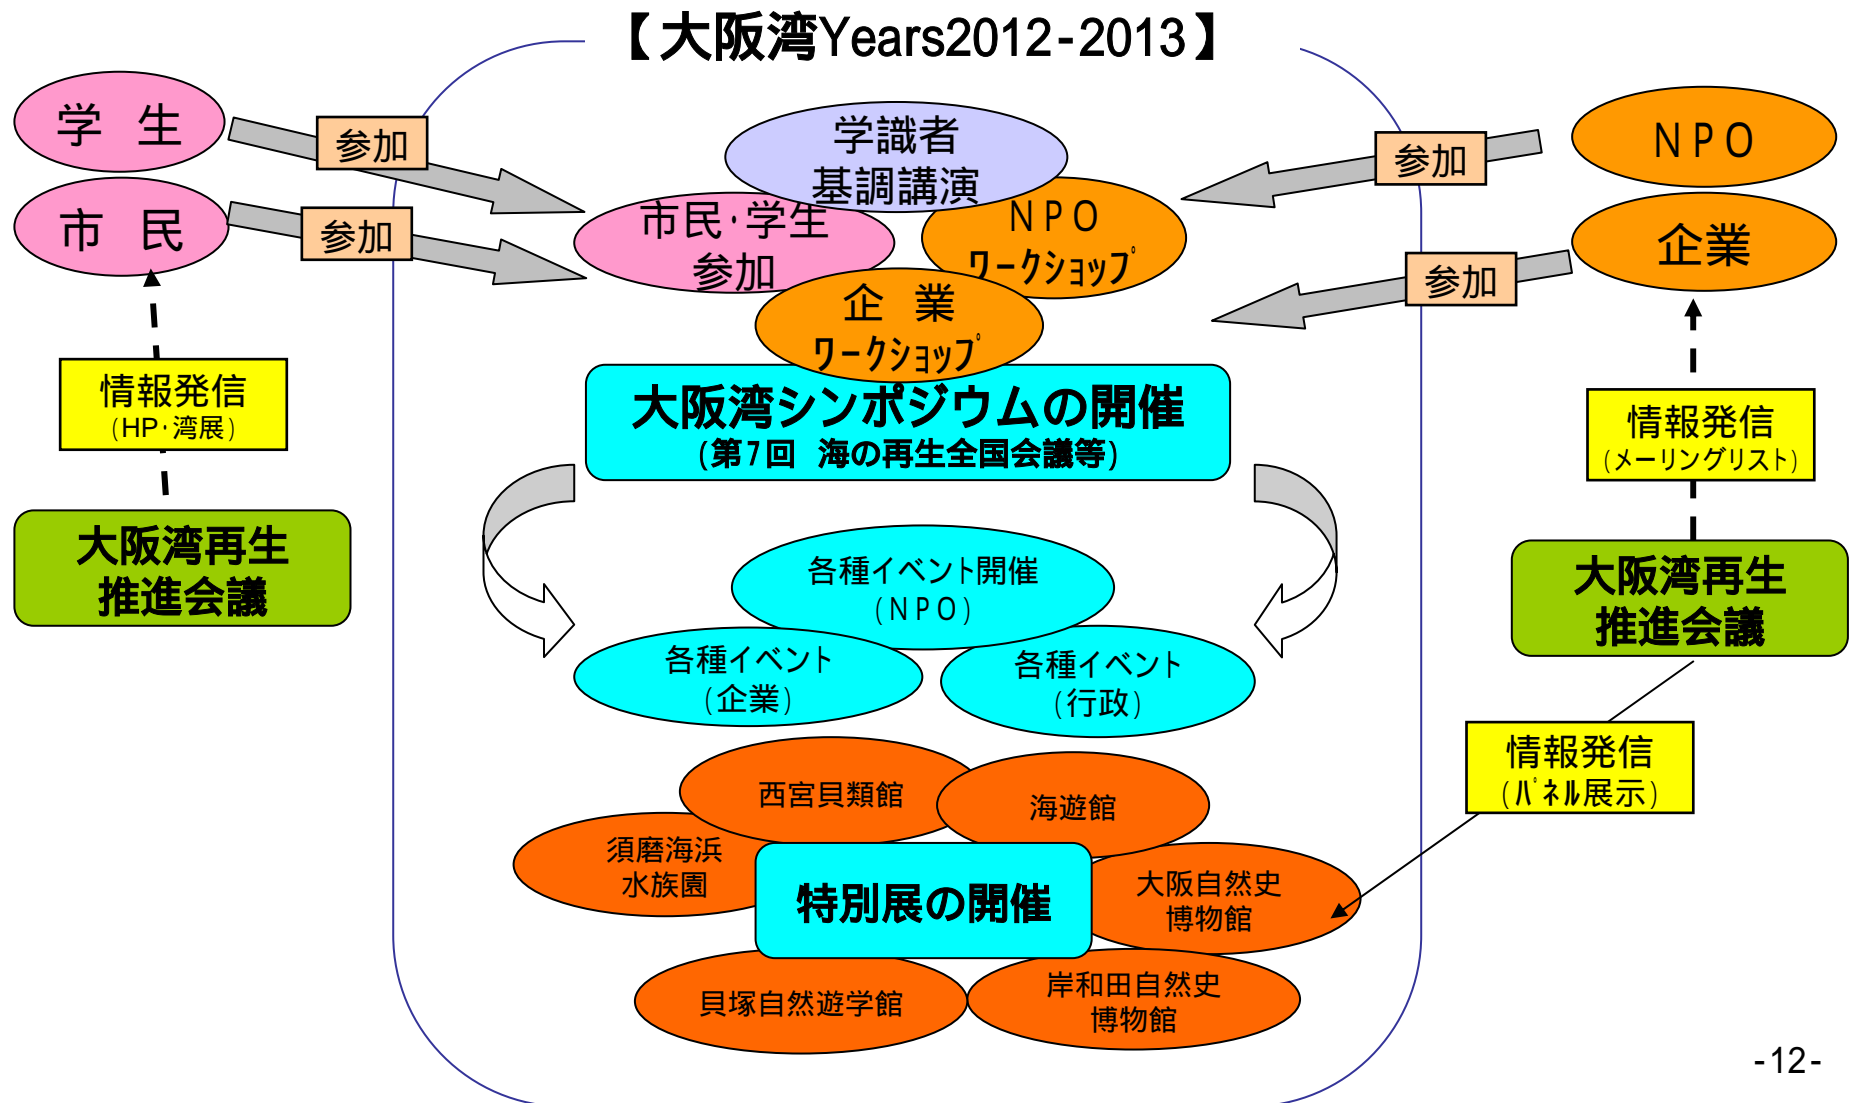 【大阪湾Years2012-2013】
学 生
参加
市 民
参加
学識者
基調講演
市民・学生
参加
NPO
ワークショップ
企 業
ワークショップ
参加
NPO
参加
企業
大阪湾シンポジウムの開催
(第7回 海の再生全国会議等)
情報発信
(HP・湾展)
大阪湾再生
推進会議
情報発信
(メーリングリスト)
大阪湾再生
推進会議
各種イベント開催
(NPO)
各種イベント
(企業)
各種イベント
(行政)
情報発信
(パネル展示)
西宮貝類館
海遊館
須磨海浜
水族園
特別展の開催
大阪自然史
博物館
貝塚自然遊学館
岸和田自然史
博物館
-12-